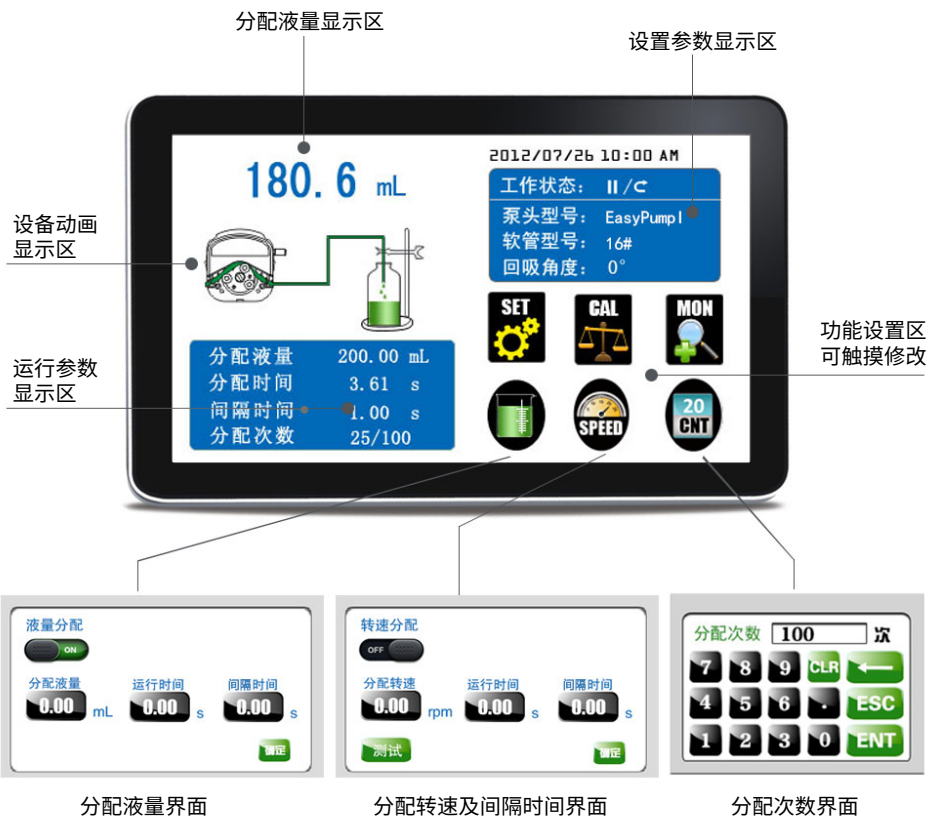 分配液量显示区
设置参数显示区
180.6 mL
2012/07/26 10:00 AM
工作状态: /
泵头型号: EasyPumpⅠ
软管型号: 16#
回吸角度: 0°
设备动画
显示区
SET
CAL
MON
功能设置区
可触摸修改
运行参数
显示区
分配液量 200.00 mL
分配时间 3.61 s
间隔时间 1.00 s
分配次数 25/100
SPEED
20
CNT
液量分配
ON
分配液量 运行时间 间隔时间
0.00 mL 0.00 s 0.00 s
确定
转速分配
OFF
分配转速 运行时间 间隔时间
0.00 rpm 0.00 s 0.00 s
测试 确定
分配次数 100 次
7 8 9 CLR
4 5 6 . ESC
1 2 3 0 ENT
分配液量界面
分配转速及间隔时间界面
分配次数界面